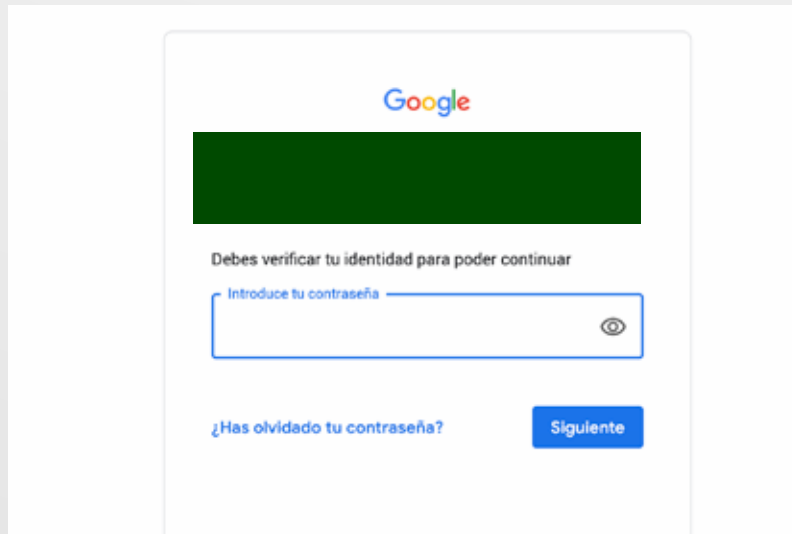 Google
Debes verificar tu identidad para poder continuar
Introduce tu contraseña
¿Has olvidado tu contraseña?
Siguiente